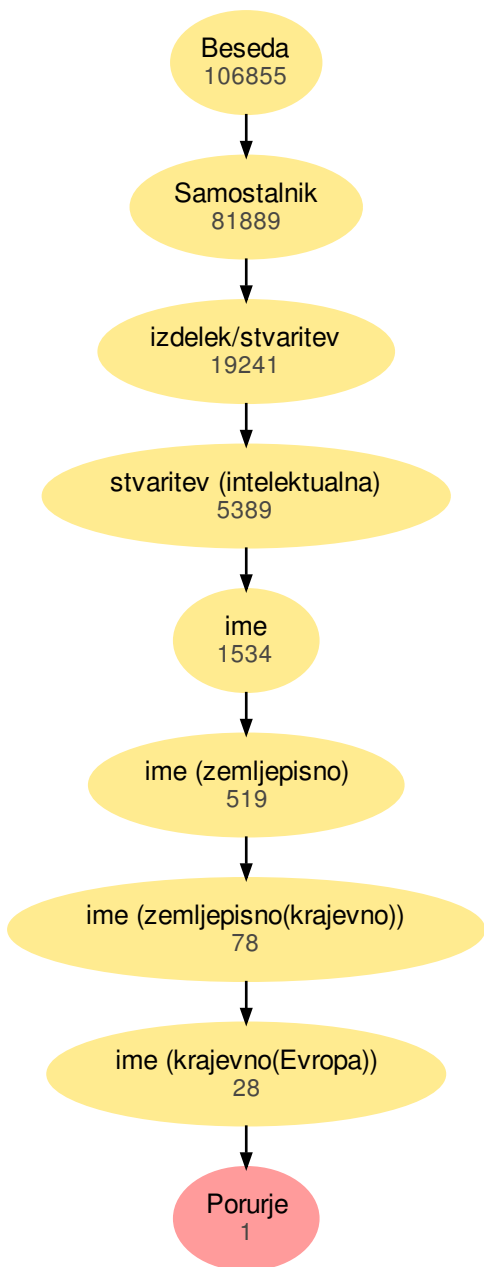 Beseda
106855
Samostalnik
81889
izdelek/stvaritev
19241
stvaritev (intelektualna)
5389
ime
1534
ime (zemljepisno)
519
ime (zemljepisno(krajevno))
78
ime (krajevno(Evropa))
28
Porurje
1